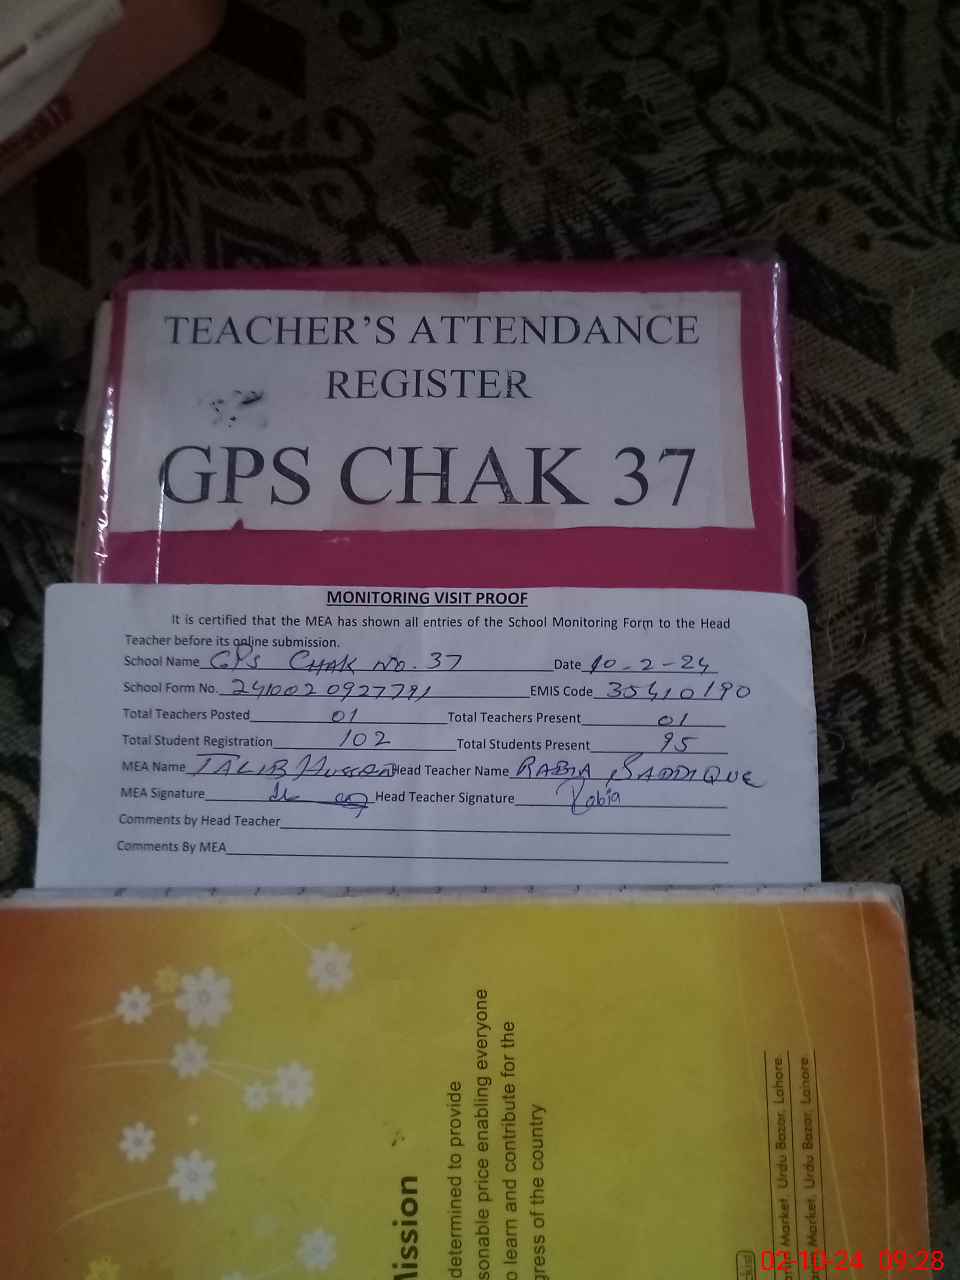 TEACHER'S ATTENDANCE
REGISTER
GPS CHAK 37
MONITORING VISIT PROOF
It is certified that the MEA has shown all entries of the School Monitoring Form to the Head
Teacher before its online submission.
School Name GPS CHAK NO. 37 Date 10-2-24
School Form No. 2410020927791 EMIS Code 35410190
Total Teachers Posted 01 Total Teachers Present 01
Total Student Registration 102 Total Students Present 95
MEA Name TALIB Hussain Head Teacher Name RABIA SADDIQUE
MEA Signature Head Teacher Signature Rabia
Comments by Head Teacher
Comments By MEA
Mission
determined to provide
sonable price enabling everyone
o learn and contribute for the
gress of the country
Market, Urdu Bazar, Lahore.
Market, Urdu Bazar, Lahore.
02-10-24 09:28